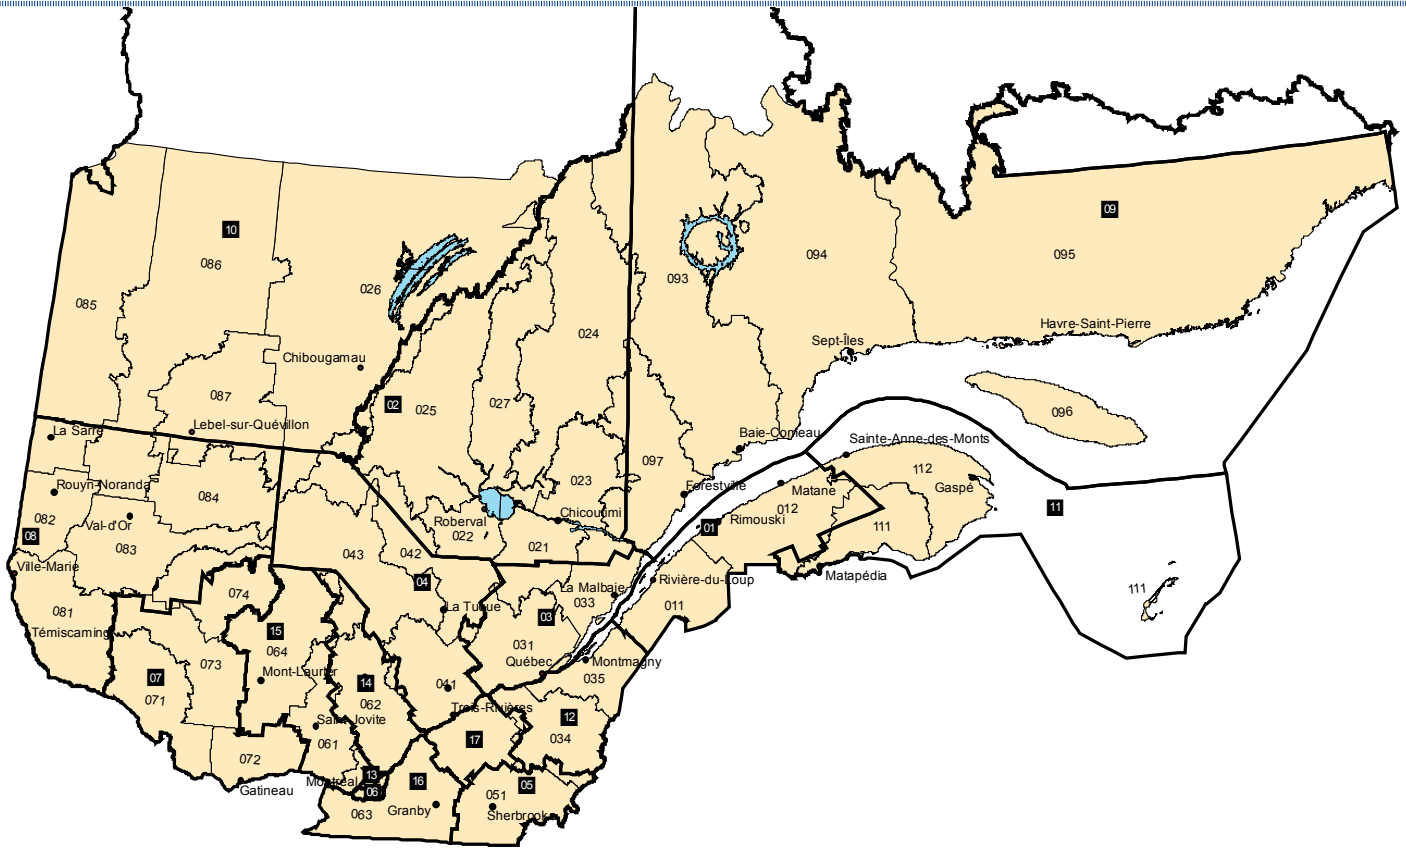 09
10
086
094
095
093
026
085
Havre-Saint-Pierre
024
Sept-Îles
Chibougamau
087
02
025
027
096
Lebel-sur-Quévillon
La Sarre
Baie-Comeau
Sainte-Anne-des-Monts
097
112
023
Rouyn-Noranda
Forestville
Matane
Gaspé
084
012
11
082
Val-d'Or
Roberval
Chicoutimi
01
Rimouski
111
08
022
083
043
042
021
Ville-Marie
Matapédia
04
La Malbaie
Rivière-du-Loup
111
074
033
081
La Tuque
03
011
Témiscaming
15
064
031
073
Québec
Montmagny
Mont-Laurier
07
14
041
035
071
062
Trois-Rivières
Saint-Jovite
12
061
17
034
072
13
Montréal
16
05
Gatineau
06
051
063
Granby
Sherbrooke